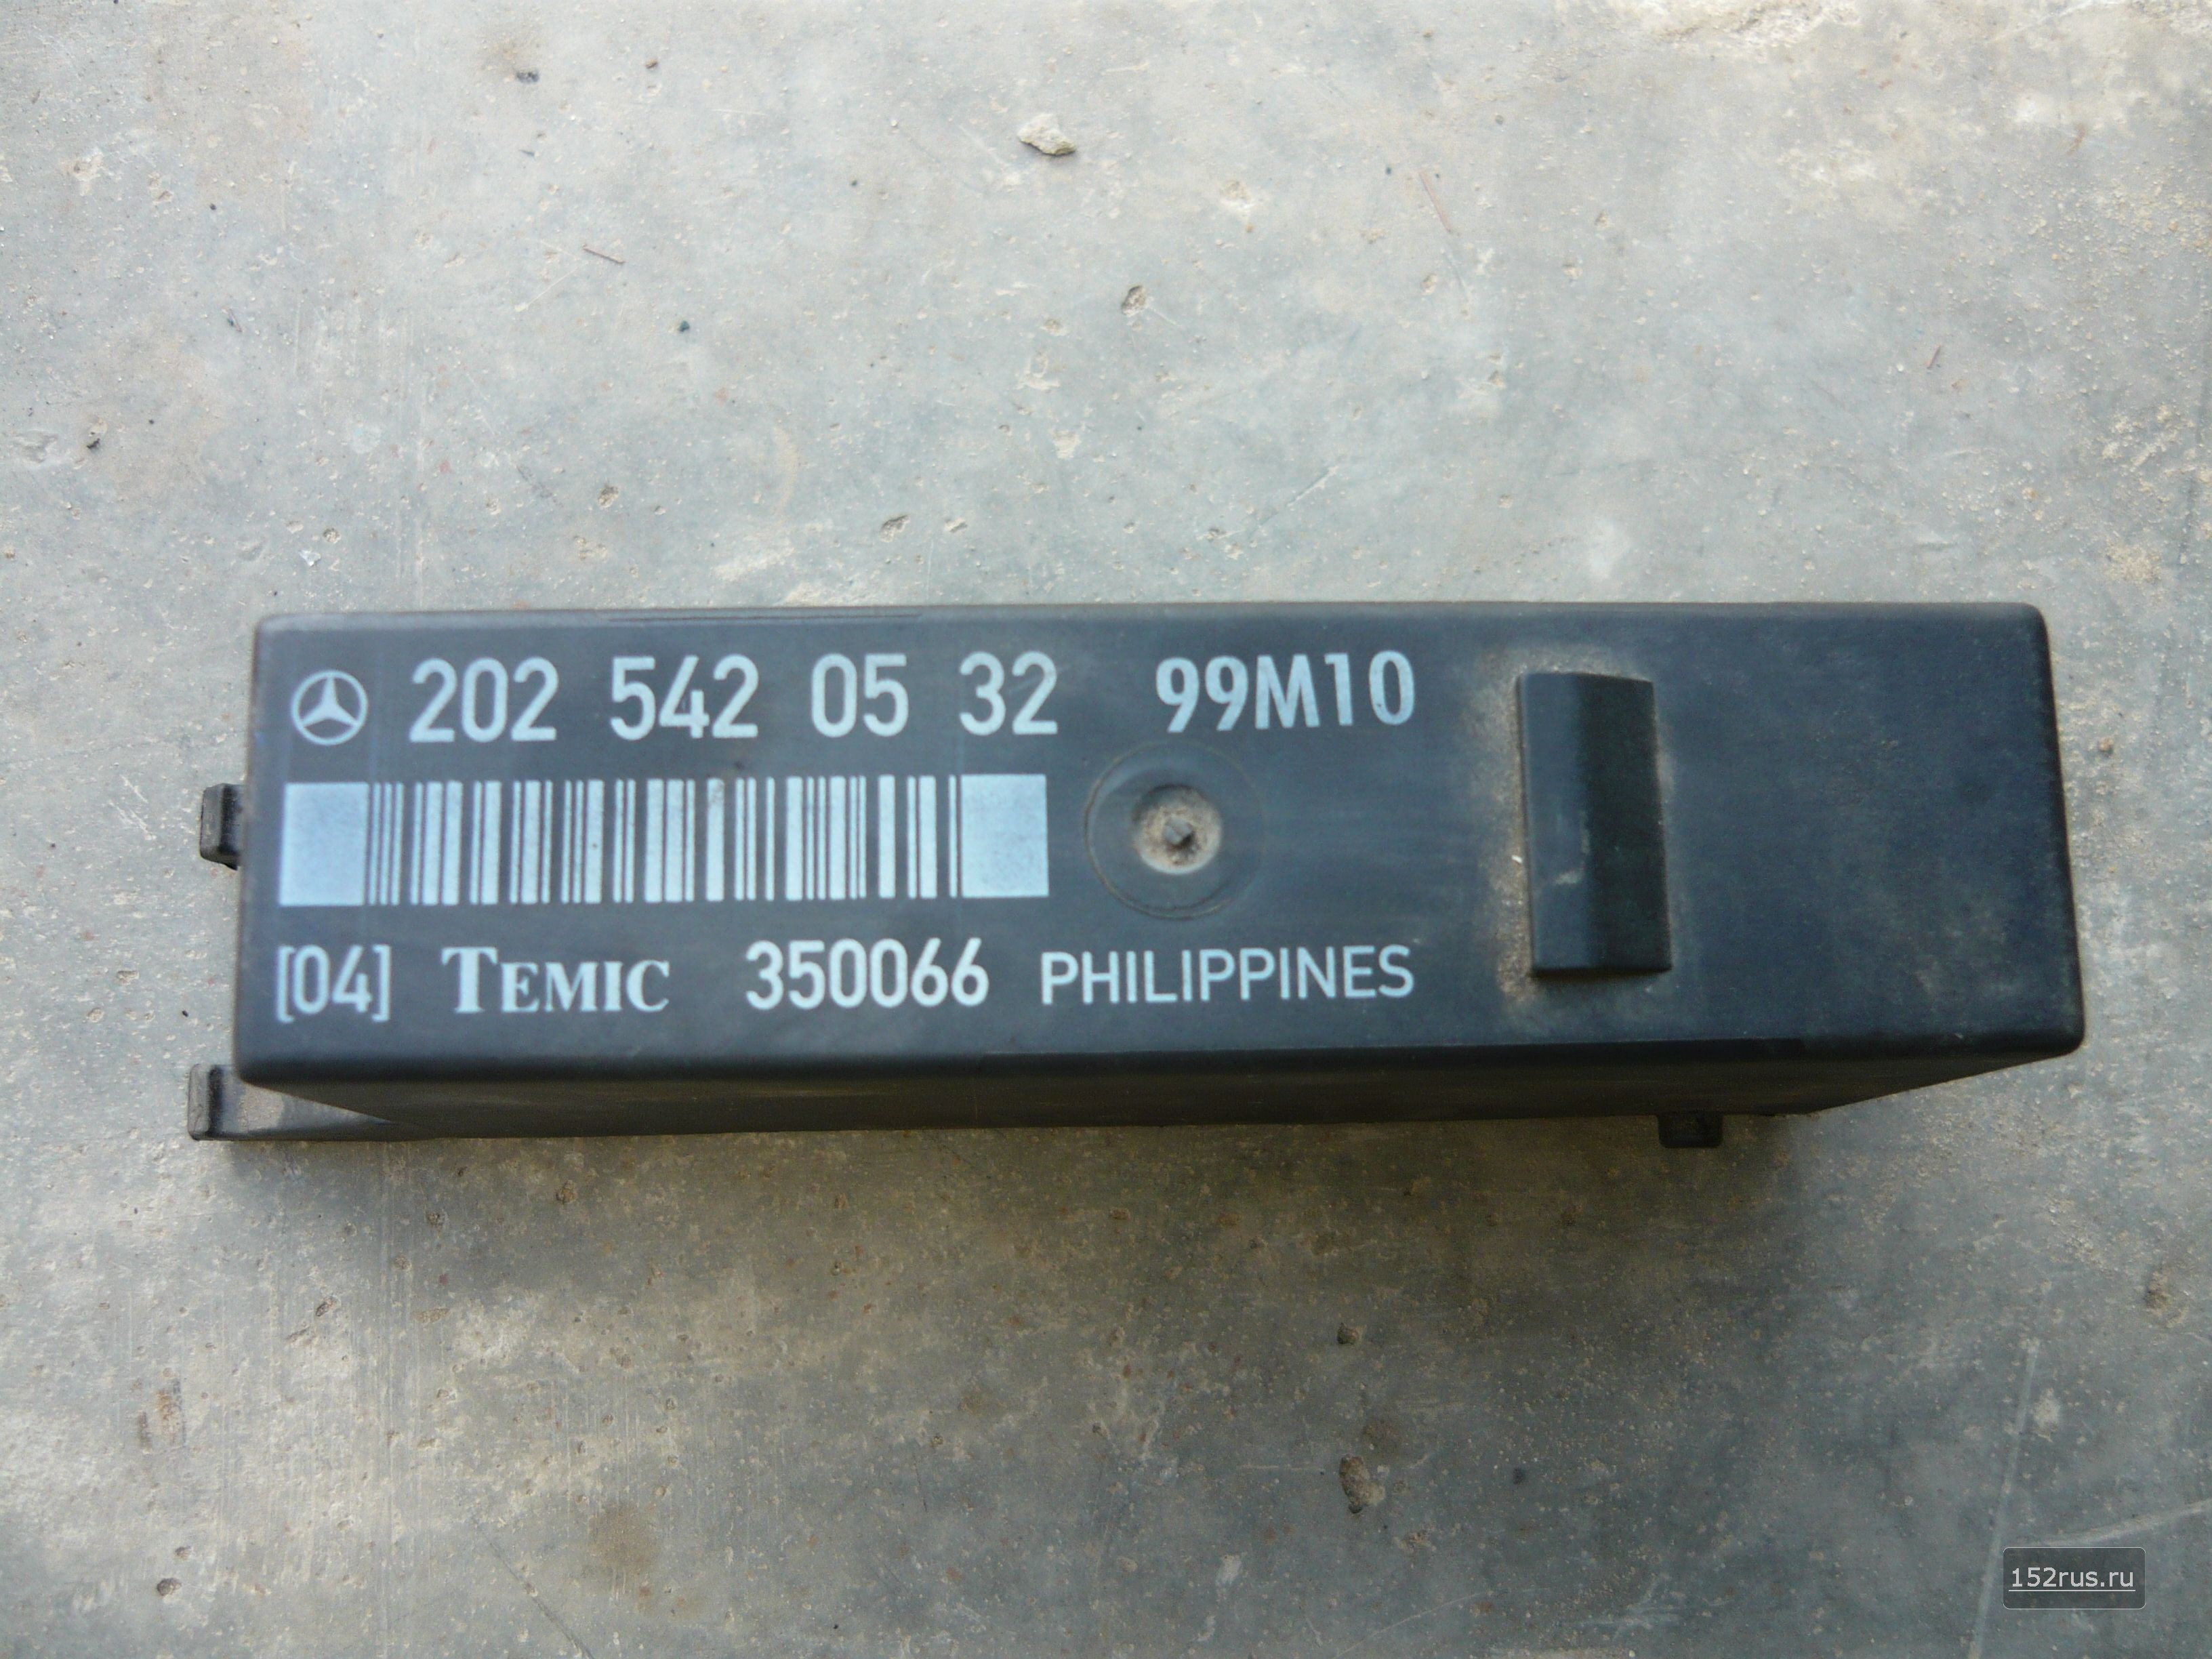 202 542 05 32 99M10
[04] TEMIC 350066 PHILIPPINES
152rus.ru